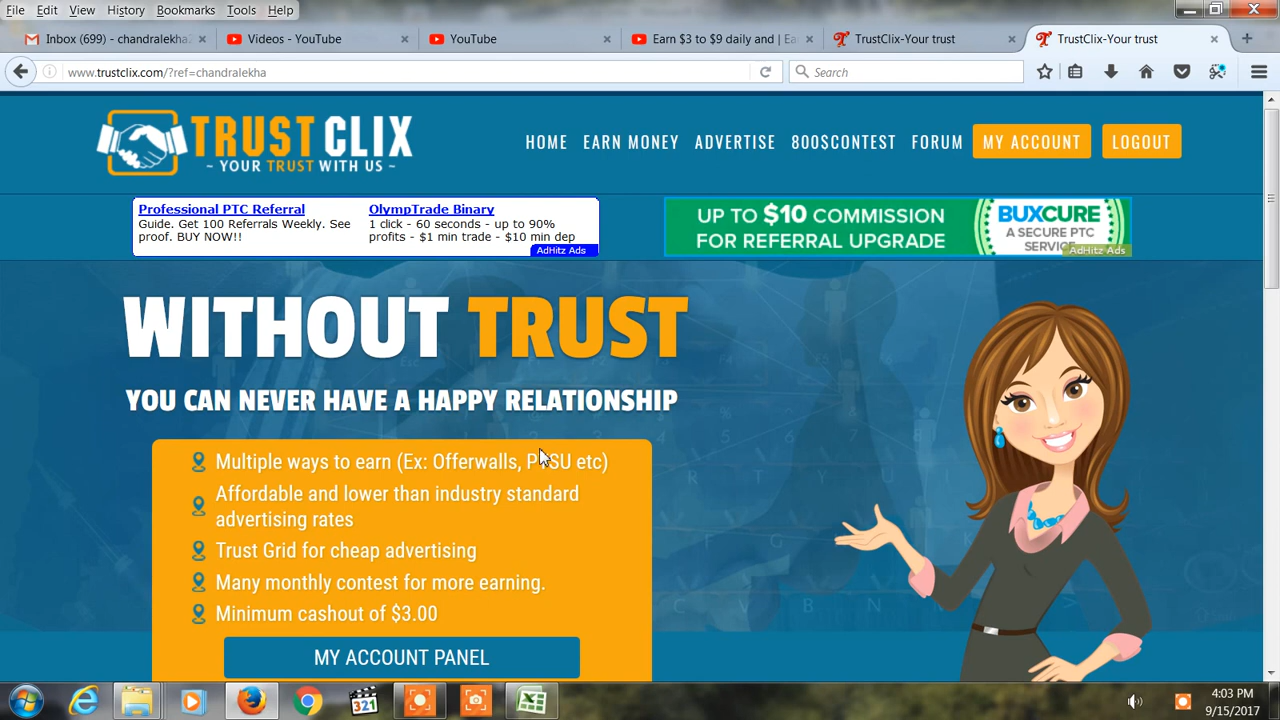 File Edit View History Bookmarks Tools Help
Inbox (699) - chandralekha
Videos - YouTube
YouTube
Earn $3 to $9 daily and | Ea
TrustClix-Your trust
TrustClix-Your trust
www.trustclix.com/?ref=chandralekha
Search
TRUST CLIX
~ YOUR TRUST WITH US ~
HOME EARN MONEY ADVERTISE 800$CONTEST FORUM MY ACCOUNT LOGOUT
Professional PTC Referral
Guide. Get 100 Referrals Weekly. See
proof. BUY NOW!!
OlympTrade Binary
1 click - 60 seconds - up to 90%
profits - $1 min trade - $10 min dep
AdHitz Ads
UP TO $10 COMMISSION
FOR REFERRAL UPGRADE
BUXCURE
A SECURE PTC
SERVICE
AdHitz Ads
WITHOUT TRUST
YOU CAN NEVER HAVE A HAPPY RELATIONSHIP
Multiple ways to earn (Ex: Offerwalls, etc)
Affordable and lower than industry standard
advertising rates
Trust Grid for cheap advertising
Many monthly contest for more earning.
Minimum cashout of $3.00
MY ACCOUNT PANEL
321
4:03 PM
9/15/2017